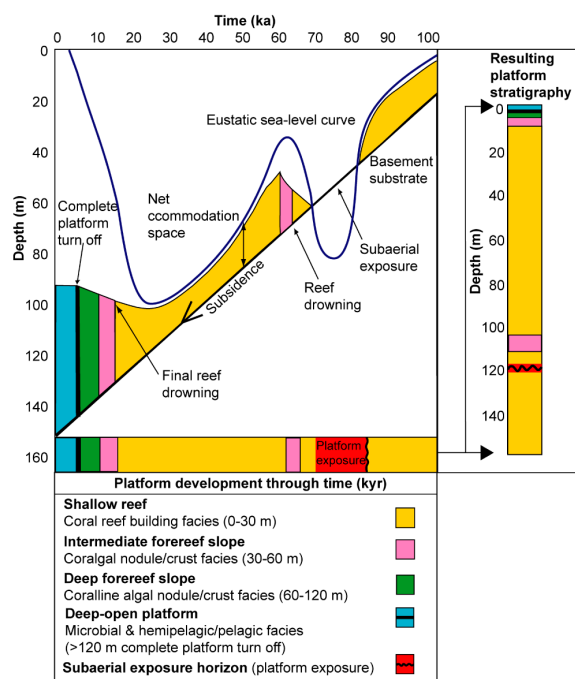 Time (ka)
0 10 20 30 40 50 60 70 80 90 100
Depth (m)
0
20
40
60
80
100
120
140
160
Eustatic sea-level curve
Complete
platform
turn off
Net
ccommodation
space
Basement
substrate
Subaerial
exposure
Subsidence
Reef
drowning
Final reef
drowning
Platform
exposure
Resulting
platform
stratigraphy
Depth (m)
0
20
40
60
80
100
120
140
Platform development through time (kyr)
Shallow reef
Coral reef building facies (0-30 m)
Intermediate forereef slope
Coralgal nodule/crust facies (30-60 m)
Deep forereef slope
Coralline algal nodule/crust facies (60-120 m)
Deep-open platform
Microbial & hemipelagic/pelagic facies
(>120 m complete platform turn off)
Subaerial exposure horizon (platform exposure)